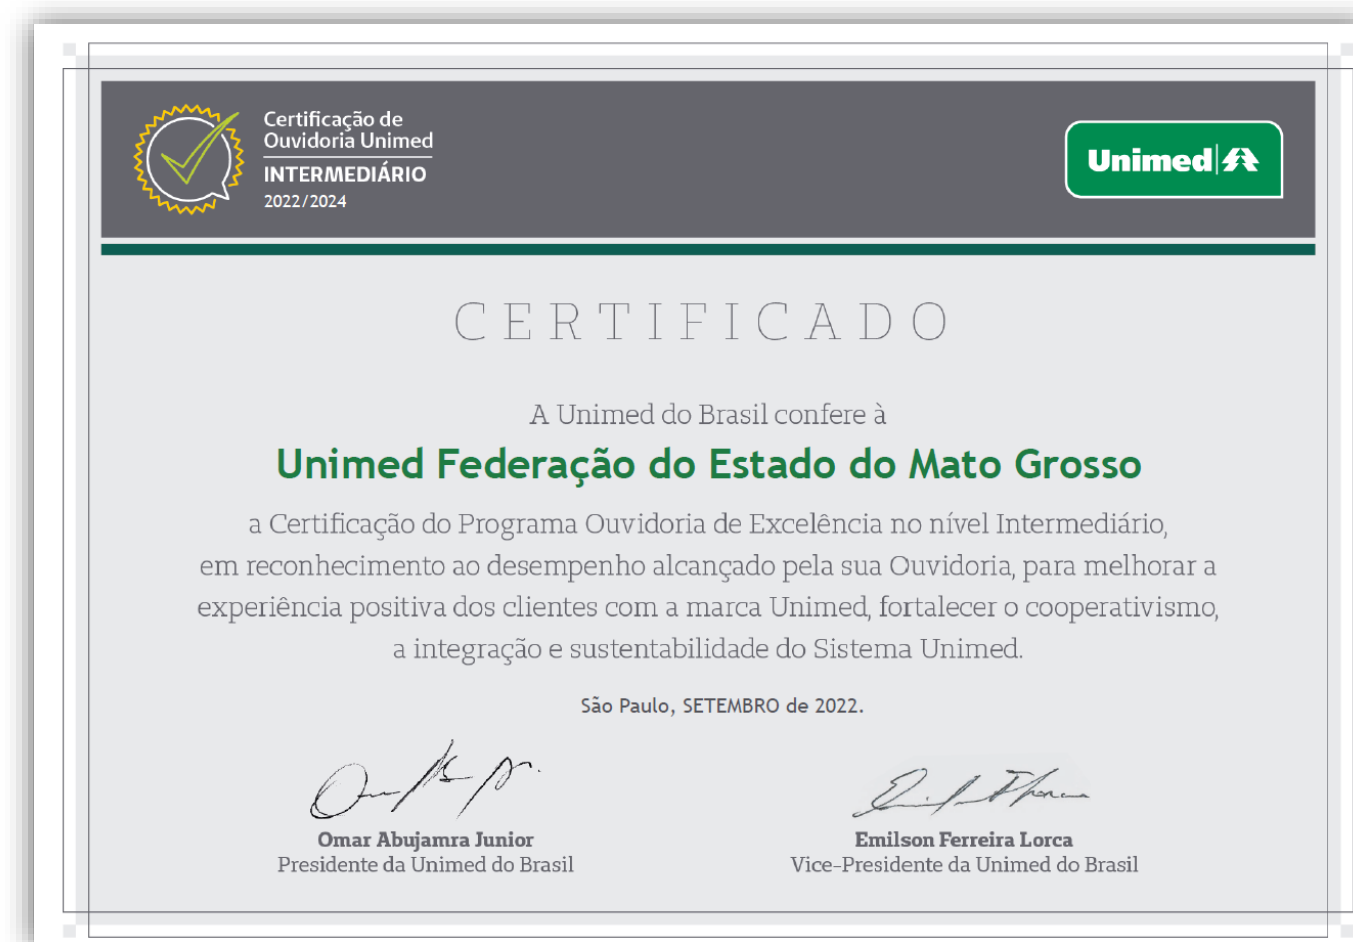 Certificação de
Ouvidoria Unimed
INTERMEDIÁRIO
2022/2024
Unimed
CERTIFICADO
A Unimed do Brasil confere à
Unimed Federação do Estado do Mato Grosso
a Certificação do Programa Ouvidoria de Excelência no nível Intermediário,
em reconhecimento ao desempenho alcançado pela sua Ouvidoria, para melhorar a
experiência positiva dos clientes com a marca Unimed, fortalecer o cooperativismo,
a integração e sustentabilidade do Sistema Unimed.
São Paulo, SETEMBRO de 2022.
Omar Abujamra Junior
Presidente da Unimed do Brasil
Emilson Ferreira Lorca
Vice-Presidente da Unimed do Brasil